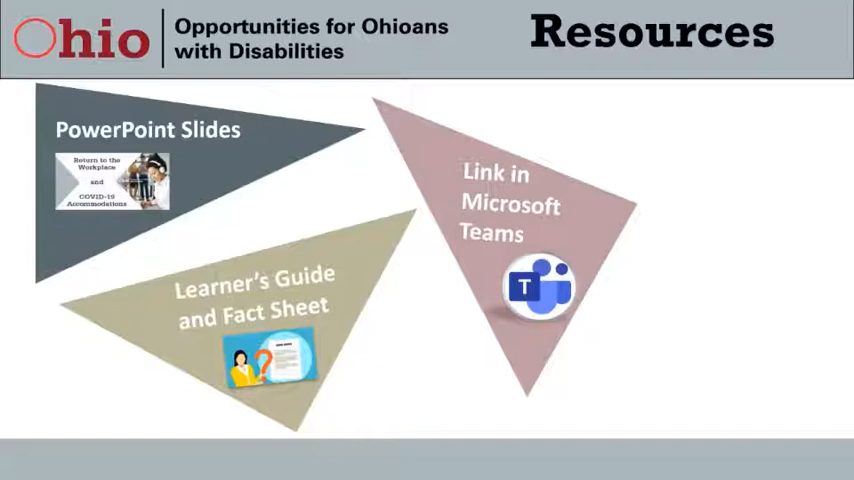 Ohio
Opportunities for Ohioans
with Disabilities
Resources
PowerPoint Slides
Return to the
Workplace
and
COVID-19
Accommodations
Link in
Microsoft
Teams
T
Learner's Guide
and Fact Sheet